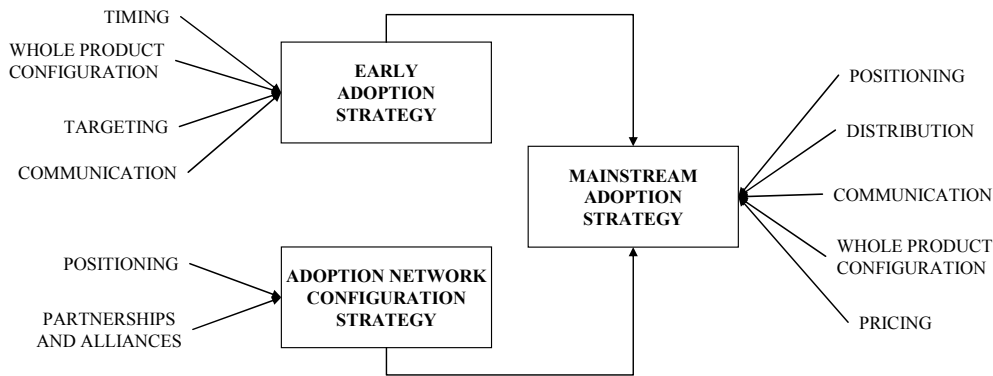 TIMING
WHOLE PRODUCT
CONFIGURATION
TARGETING
COMMUNICATION
EARLY
ADOPTION
STRATEGY
POSITIONING
PARTNERSHIPS
AND ALLIANCES
ADOPTION NETWORK
CONFIGURATION
STRATEGY
MAINSTREAM
ADOPTION
STRATEGY
POSITIONING
DISTRIBUTION
COMMUNICATION
WHOLE PRODUCT
CONFIGURATION
PRICING